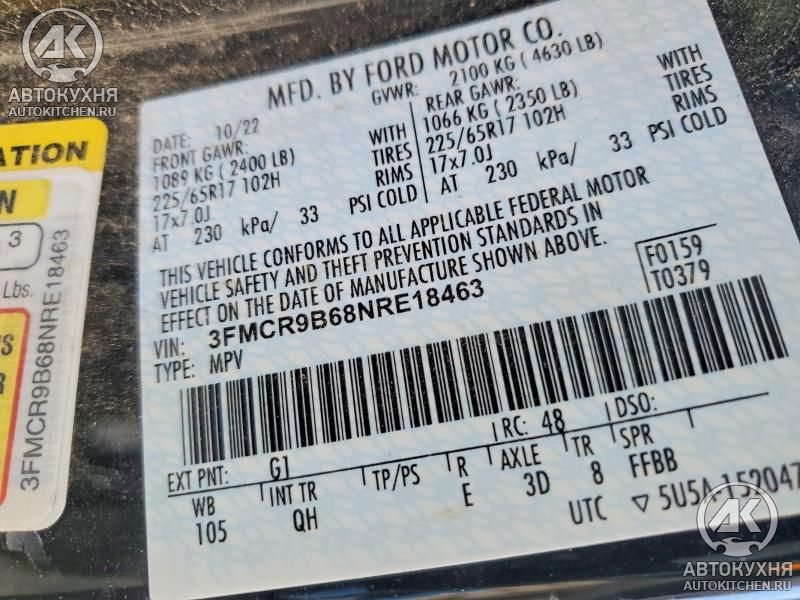 АК
АВТОКУХНЯ
AUTOKITCHEN.RU
ATION
N
3
Lbs.
'S
R
3FMCR9B68NRE18463
MFD. BY FORD MOTOR CO.
DATE: 10/22
GVWR: 2100 KG ( 4630 LB)
FRONT GAWR:
1089 KG ( 2400 LB) WITH
225/65R17 102H TIRES
17x7.0J RIMS
AT 230 kPa/ 33 PSI COLD
REAR GAWR:
1066 KG ( 2350 LB) WITH
225/65R17 102H TIRES
17x7.0J RIMS
AT 230 kPa/ 33 PSI COLD
THIS VEHICLE CONFORMS TO ALL APPLICABLE FEDERAL MOTOR
VEHICLE SAFETY AND THEFT PREVENTION STANDARDS IN
EFFECT ON THE DATE OF MANUFACTURE SHOWN ABOVE.
F0159
T0379
VIN: 3FMCR9B68NRE18463
TYPE: MPV
EXT PNT: G1 RC: 48 DSO:
WB INT TR TP/PS R AXLE TR SPR
105 QH E 3D 8 FFBB
UTC ▽ 5U5A-152047
АК
АВТОКУХНЯ
AUTOKITCHEN.RU